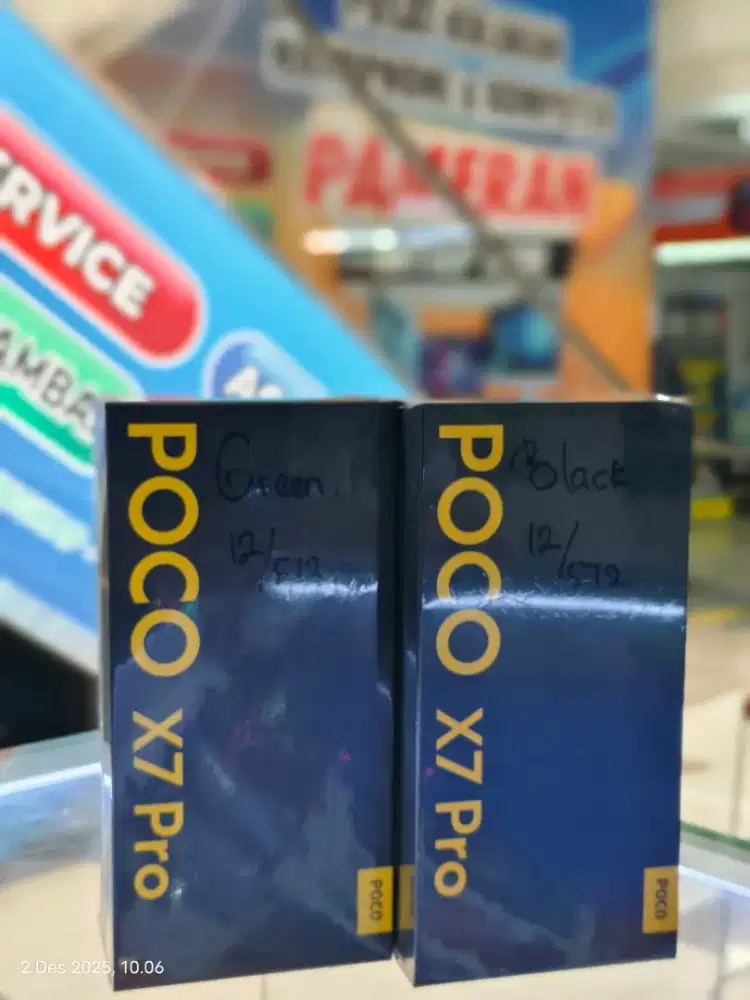 PAMERAN
RVICE
AMBA
POCO X7 Pro
Green.
12/512
POCO
POCO X7 Pro
Black
12/512
POCO
2 Des 2025, 10.06